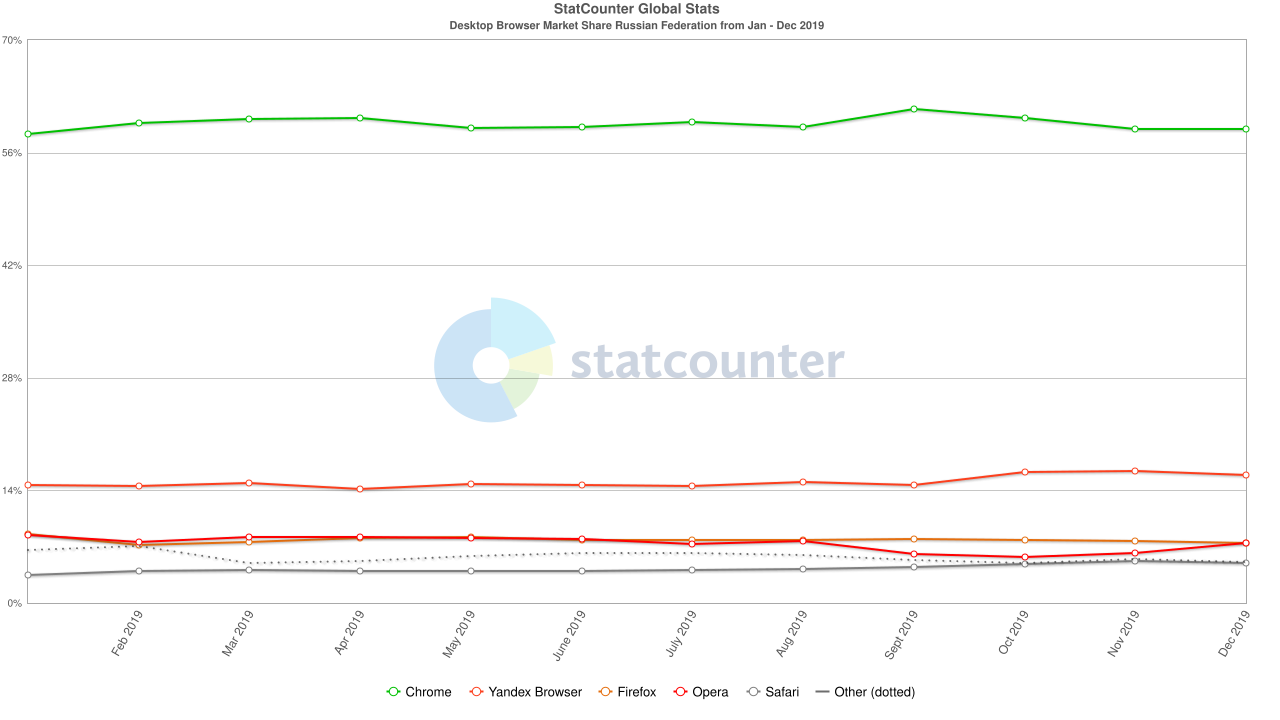 StatCounter Global Stats
Desktop Browser Market Share Russian Federation from Jan - Dec 2019
70%
56%
42%
28%
14%
0%
statcounter
Feb 2019
Mar 2019
Apr 2019
May 2019
June 2019
July 2019
Aug 2019
Sept 2019
Oct 2019
Nov 2019
Dec 2019
Chrome Yandex Browser Firefox Opera Safari Other (dotted)